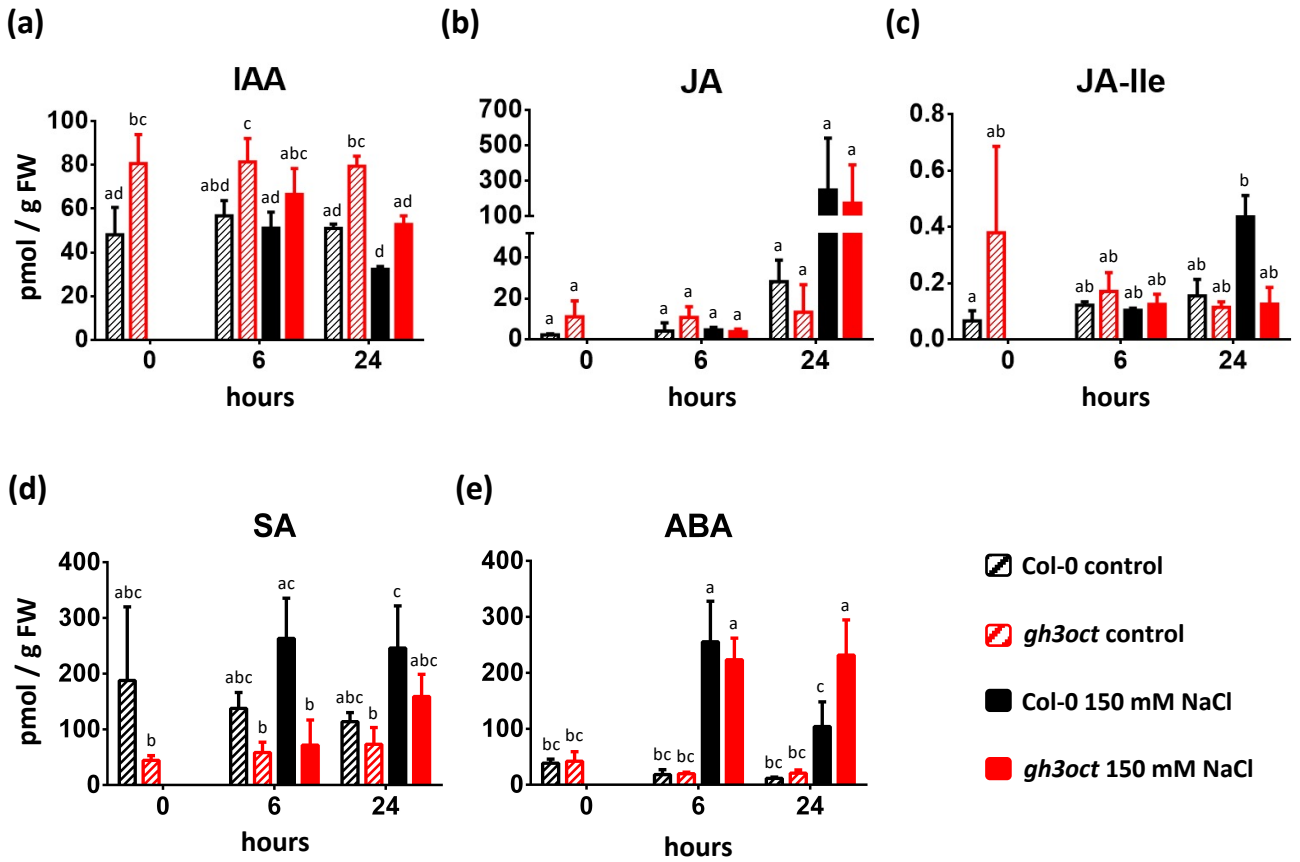 (a)
IAA
pmol / g FW
100
80
60
40
20
0
ad
bc
abd
c
ad
abc
ad
bc
d
ad
0
6
24
hours
(b)
JA
700
500
300
100
40
20
0
a
a
a
a
a
a
a
a
a
a
0
6
24
hours
(c)
JA-Ile
0.8
0.6
0.4
0.2
0.0
a
ab
ab
ab
ab
ab
ab
ab
b
ab
0
6
24
hours
(d)
SA
pmol / g FW
400
300
200
100
0
abc
b
abc
b
ac
b
abc
b
c
abc
0
6
24
hours
(e)
ABA
400
300
200
100
0
bc
bc
bc
bc
a
a
bc
bc
c
a
0
6
24
hours
Col-0 control
gh3oct control
Col-0 150 mM NaCl
gh3oct 150 mM NaCl